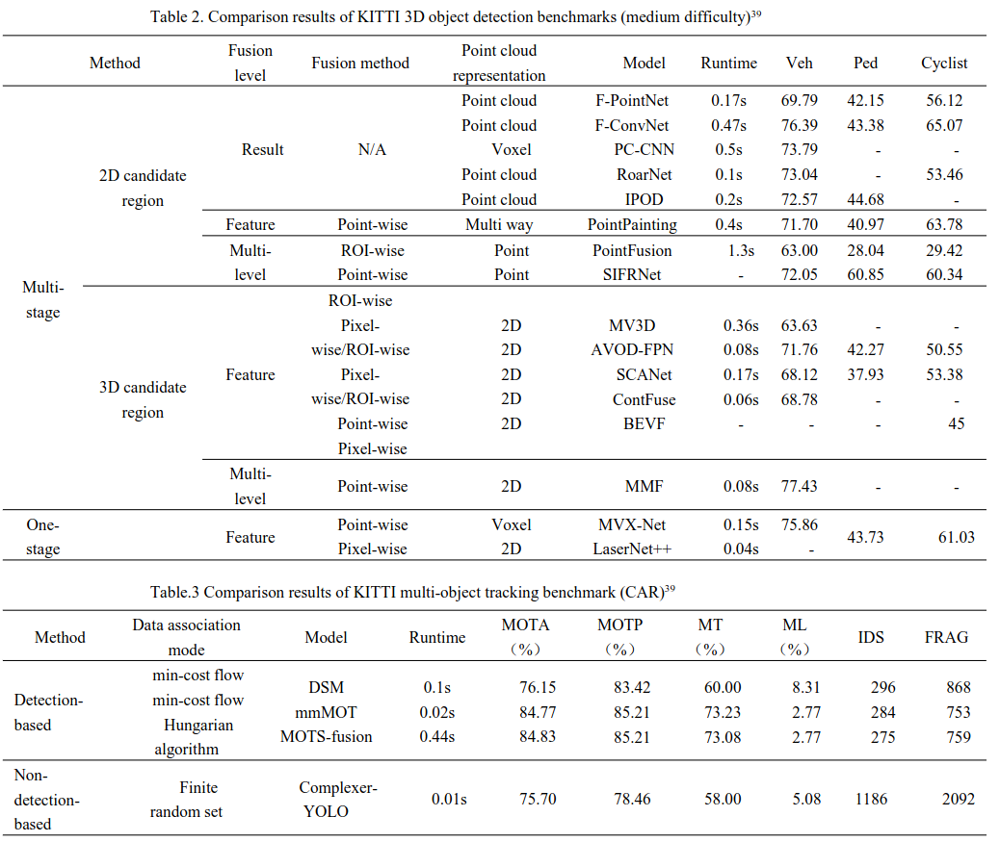 Table 2. Comparison results of KITTI 3D object detection benchmarks (medium difficulty)39
Method Fusion level Fusion method Point cloud representation Model Runtime Veh Ped Cyclist
Multi-stage 2D candidate region Result N/A Point cloud F-PointNet 0.17s 69.79 42.15 56.12
Point cloud F-ConvNet 0.47s 76.39 43.38 65.07
Voxel PC-CNN 0.5s 73.79 - -
Point cloud RoarNet 0.1s 73.04 - 53.46
Point cloud IPOD 0.2s 72.57 44.68 -
Feature Point-wise Multi way PointPainting 0.4s 71.70 40.97 63.78
Multi-level ROI-wise Point PointFusion 1.3s 63.00 28.04 29.42
Point-wise Point SIFRNet - 72.05 60.85 60.34
3D candidate region Feature ROI-wise
Pixel- 2D MV3D 0.36s 63.63 - -
wise/ROI-wise 2D AVOD-FPN 0.08s 71.76 42.27 50.55
Pixel- 2D SCANet 0.17s 68.12 37.93 53.38
wise/ROI-wise 2D ContFuse 0.06s 68.78 - -
Point-wise 2D BEVF - - - 45
Pixel-wise
Multi-level Point-wise 2D MMF 0.08s 77.43 - -
One-stage Feature Point-wise Voxel MVX-Net 0.15s 75.86 43.73 61.03
Pixel-wise 2D LaserNet++ 0.04s -
Table.3 Comparison results of KITTI multi-object tracking benchmark (CAR)39
Method Data association mode Model Runtime MOTA (%) MOTP (%) MT (%) ML (%) IDS FRAG
Detection-based min-cost flow
min-cost flow
Hungarian
algorithm
DSM 0.1s 76.15 83.42 60.00 8.31 296 868
mmMOT 0.02s 84.77 85.21 73.23 2.77 284 753
MOTS-fusion 0.44s 84.83 85.21 73.08 2.77 275 759
Non-detection-based Finite random set Complexer-YOLO 0.01s 75.70 78.46 58.00 5.08 1186 2092